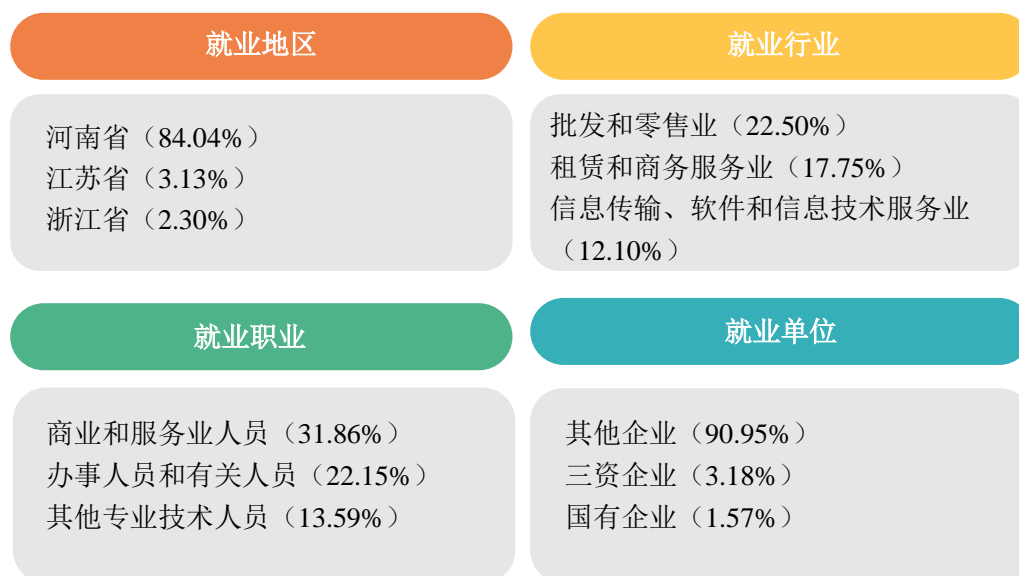 就业地区
河南省（84.04%）
江苏省（3.13%）
浙江省（2.30%）
就业行业
批发和零售业（22.50%）
租赁和商务服务业（17.75%）
信息传输、软件和信息技术服务业
（12.10%）
就业职业
商业和服务业人员（31.86%）
办事人员和有关人员（22.15%）
其他专业技术人员（13.59%）
就业单位
其他企业（90.95%）
三资企业（3.18%）
国有企业（1.57%）